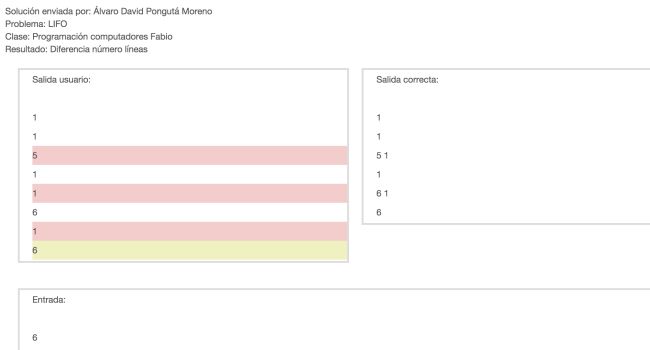 Solución enviada por: Álvaro David Pongutá Moreno
Problema: LIFO
Clase: Programación computadores Fabio
Resultado: Diferencia número líneas
Salida usuario:
1
1
5
1
1
6
1
6
Salida correcta:
1
1
5 1
1
6 1
6
Entrada:
6